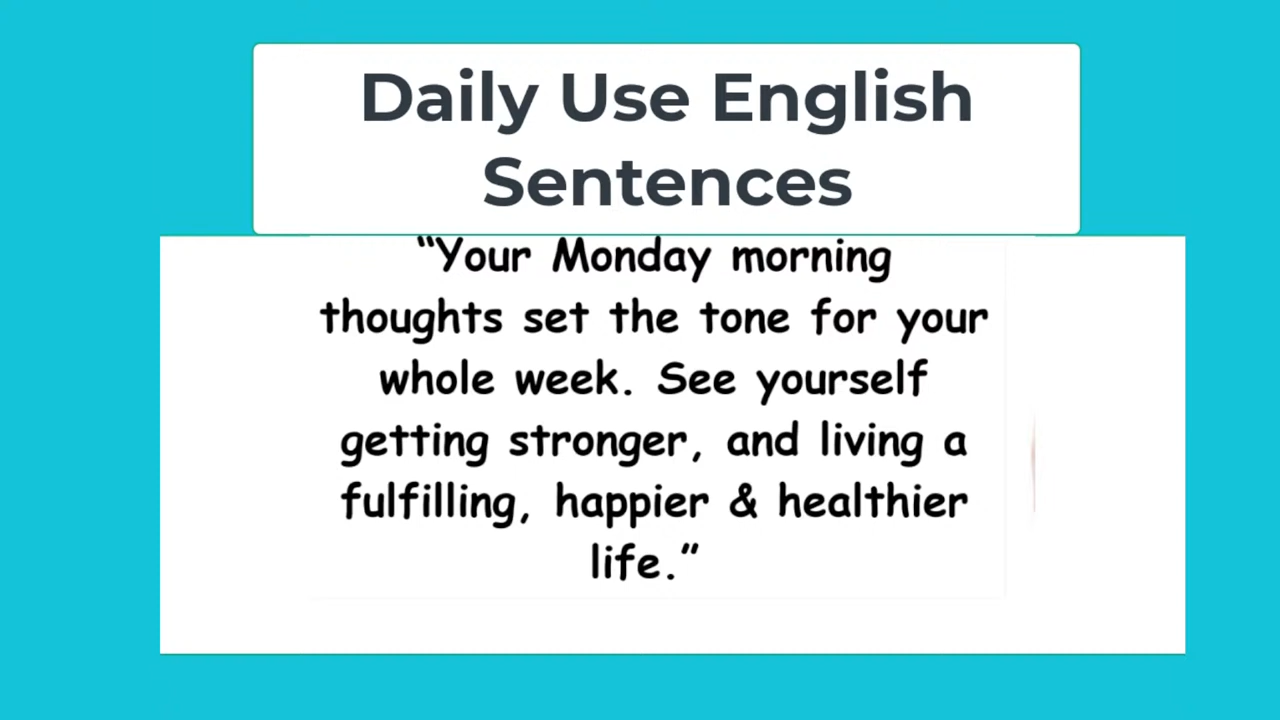 Daily Use English
Sentences
“Your Monday morning
thoughts set the tone for your
whole week. See yourself
getting stronger, and living a
fulfilling, happier & healthier
life.”